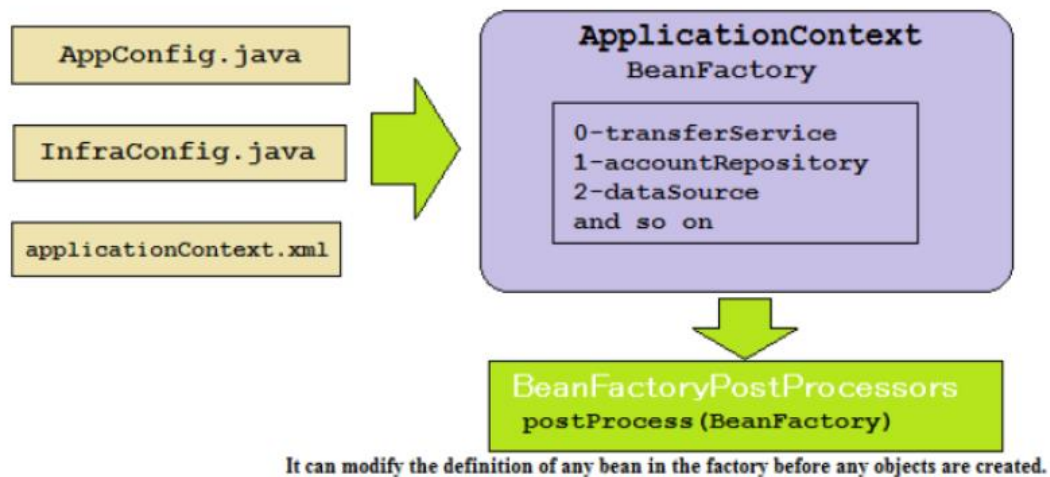 AppConfig.java
InfraConfig.java
applicationContext.xml
ApplicationContext
BeanFactory
0-transferService
1-accountRepository
2-dataSource
and so on
BeanFactoryPostProcessors
postProcess(BeanFactory)
It can modify the definition of any bean in the factory before any objects are created.